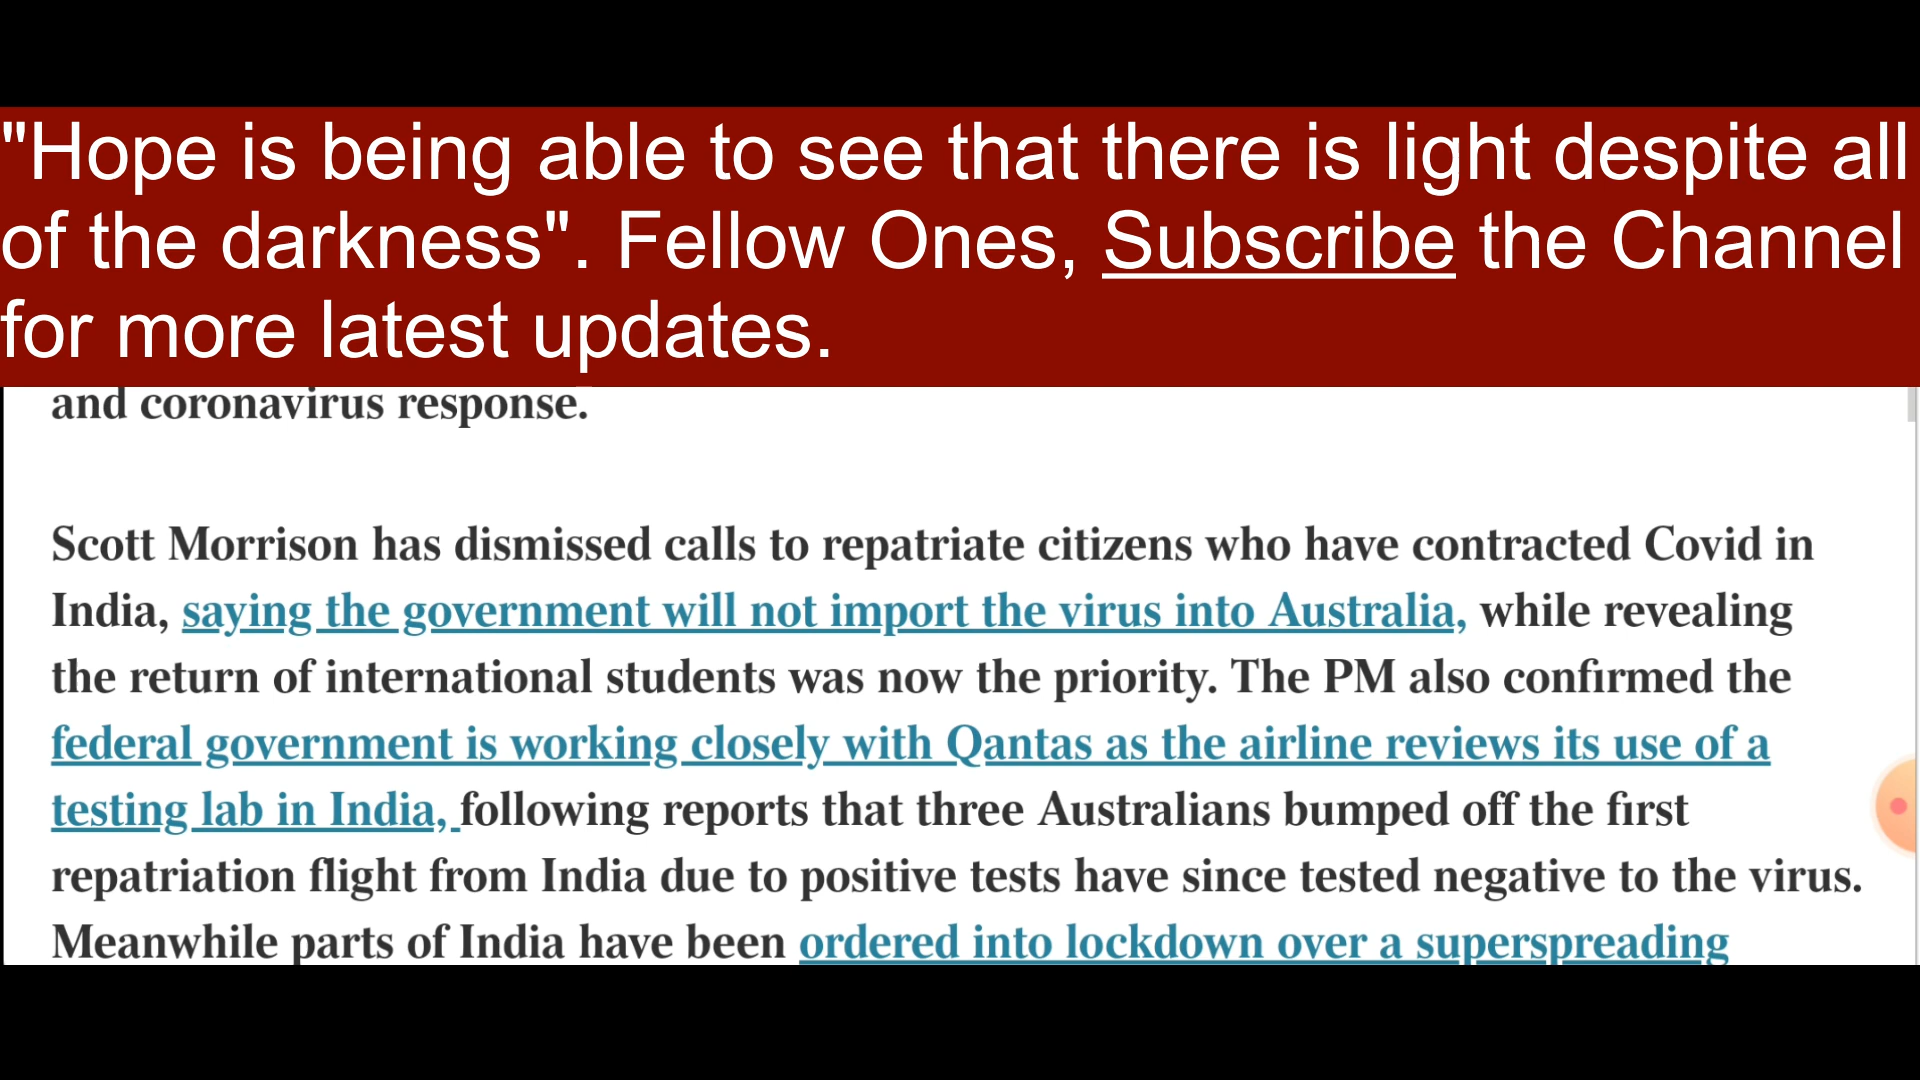 "Hope is being able to see that there is light despite all
of the darkness". Fellow Ones, Subscribe the Channel
for more latest updates.
and coronavirus response.
Scott Morrison has dismissed calls to repatriate citizens who have contracted Covid in
India, saying the government will not import the virus into Australia, while revealing
the return of international students was now the priority. The PM also confirmed the
federal government is working closely with Qantas as the airline reviews its use of a
testing lab in India, following reports that three Australians bumped off the first
repatriation flight from India due to positive tests have since tested negative to the virus.
Meanwhile parts of India have been ordered into lockdown over a superspreading